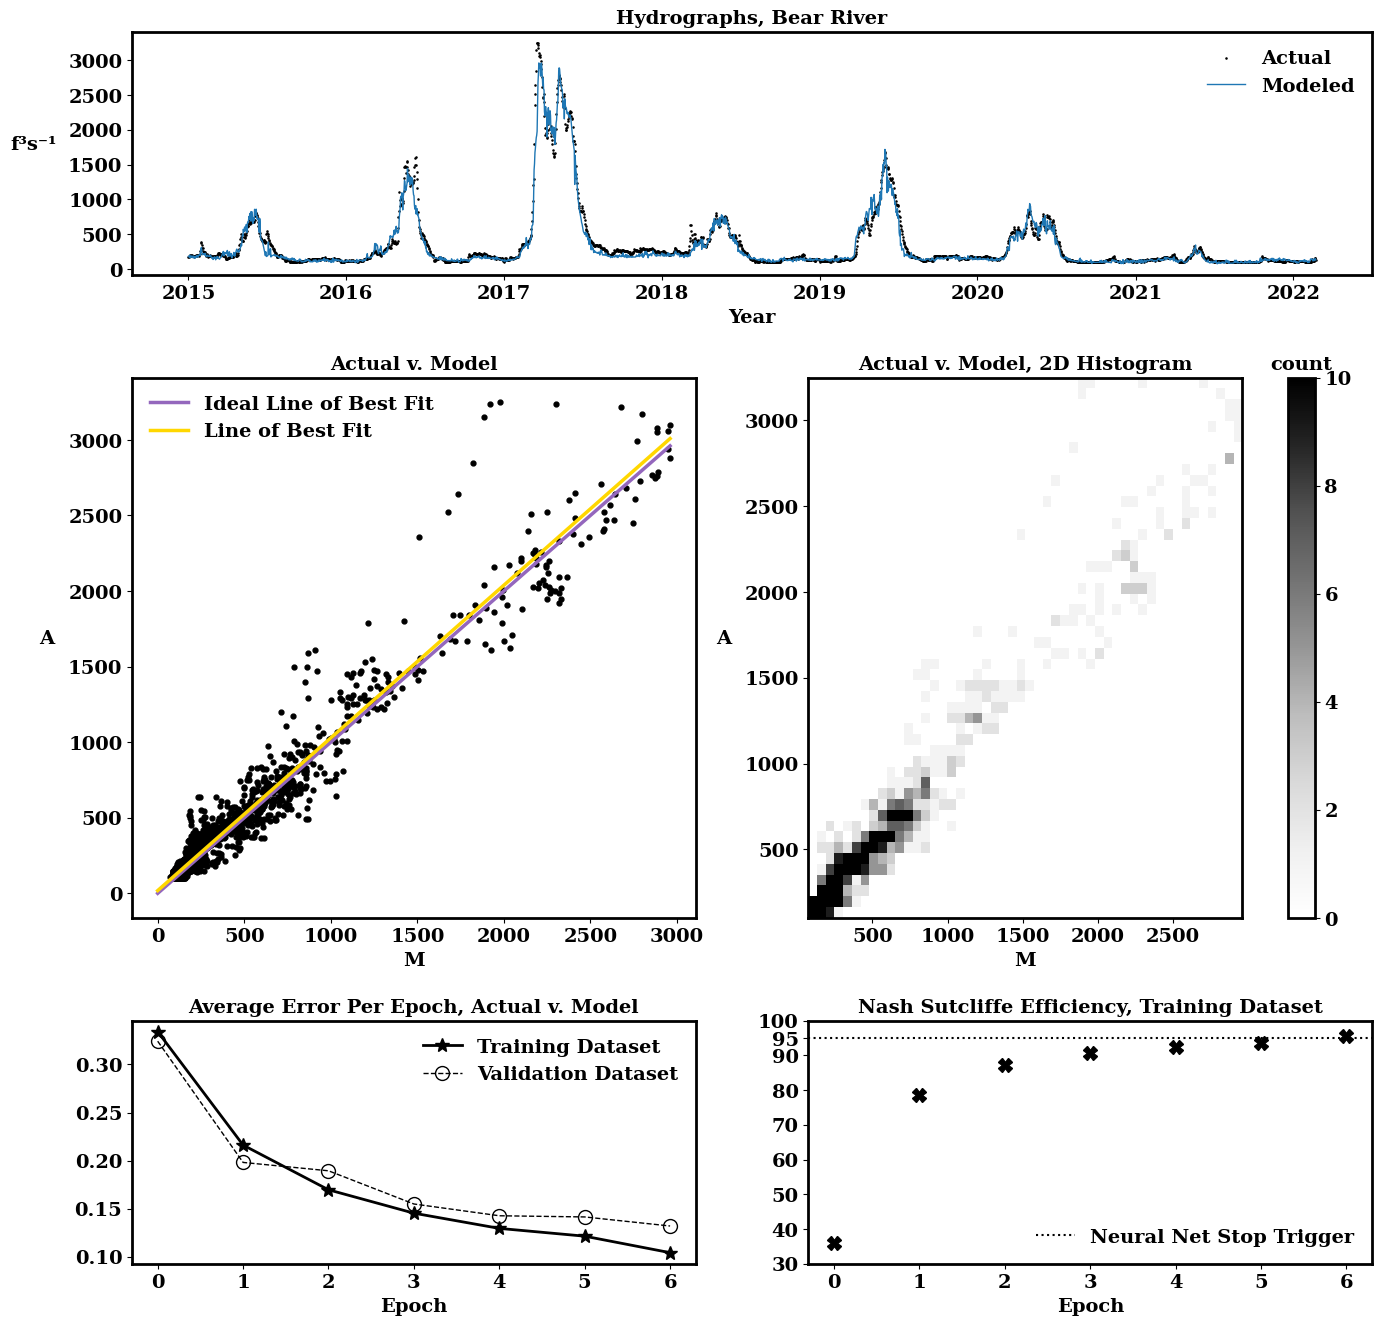 Hydrographs, Bear River
3000
2500
2000
1500
1000
500
0
f³s⁻¹
Actual
Modeled
2015 2016 2017 2018 2019 2020 2021 2022
Year
Actual v. Model
Ideal Line of Best Fit
Line of Best Fit
3000
2500
2000
1500
1000
500
0
A
0 500 1000 1500 2000 2500 3000
M
Actual v. Model, 2D Histogram
3000
2500
2000
1500
1000
500
A
500 1000 1500 2000 2500
M
count
10
8
6
4
2
0
Average Error Per Epoch, Actual v. Model
Training Dataset
Validation Dataset
0.30
0.25
0.20
0.15
0.10
0 1 2 3 4 5 6
Epoch
Nash Sutcliffe Efficiency, Training Dataset
100
95
90
80
70
60
50
40
30
Neural Net Stop Trigger
0 1 2 3 4 5 6
Epoch